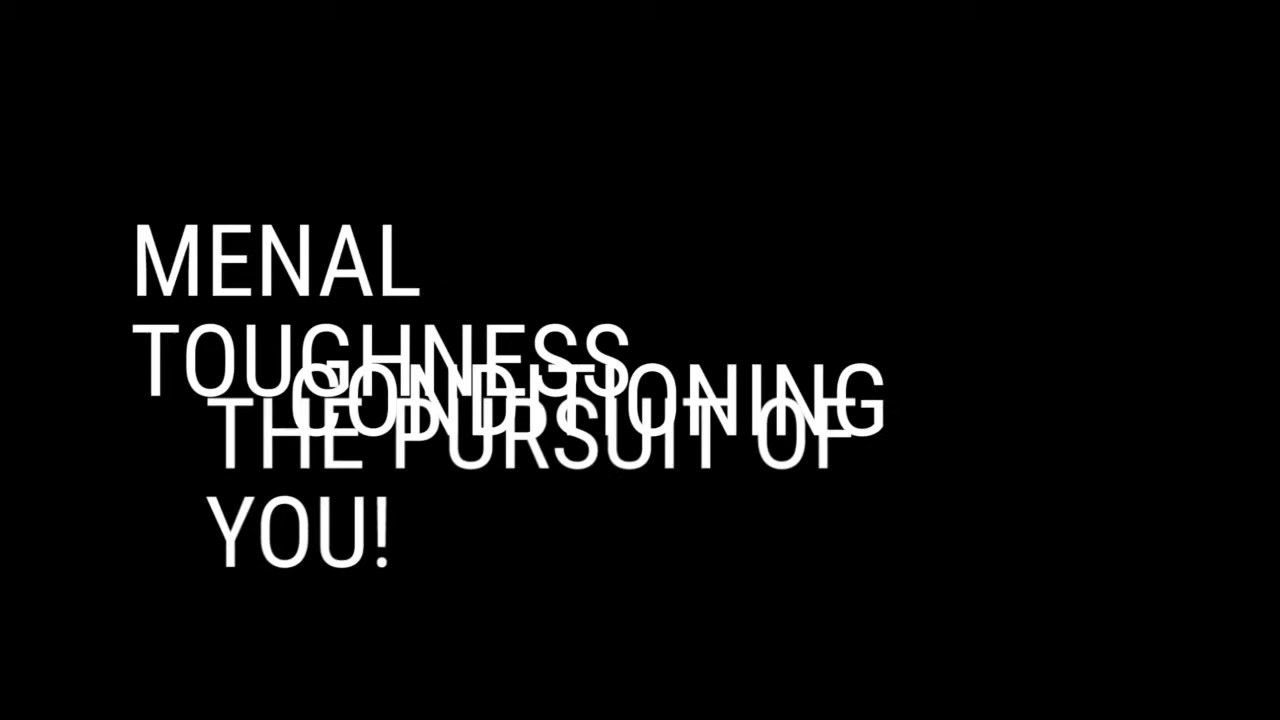 MENAL
TOUGHNESS
CONDITIONING
THE PURSUIT OF
YOU!